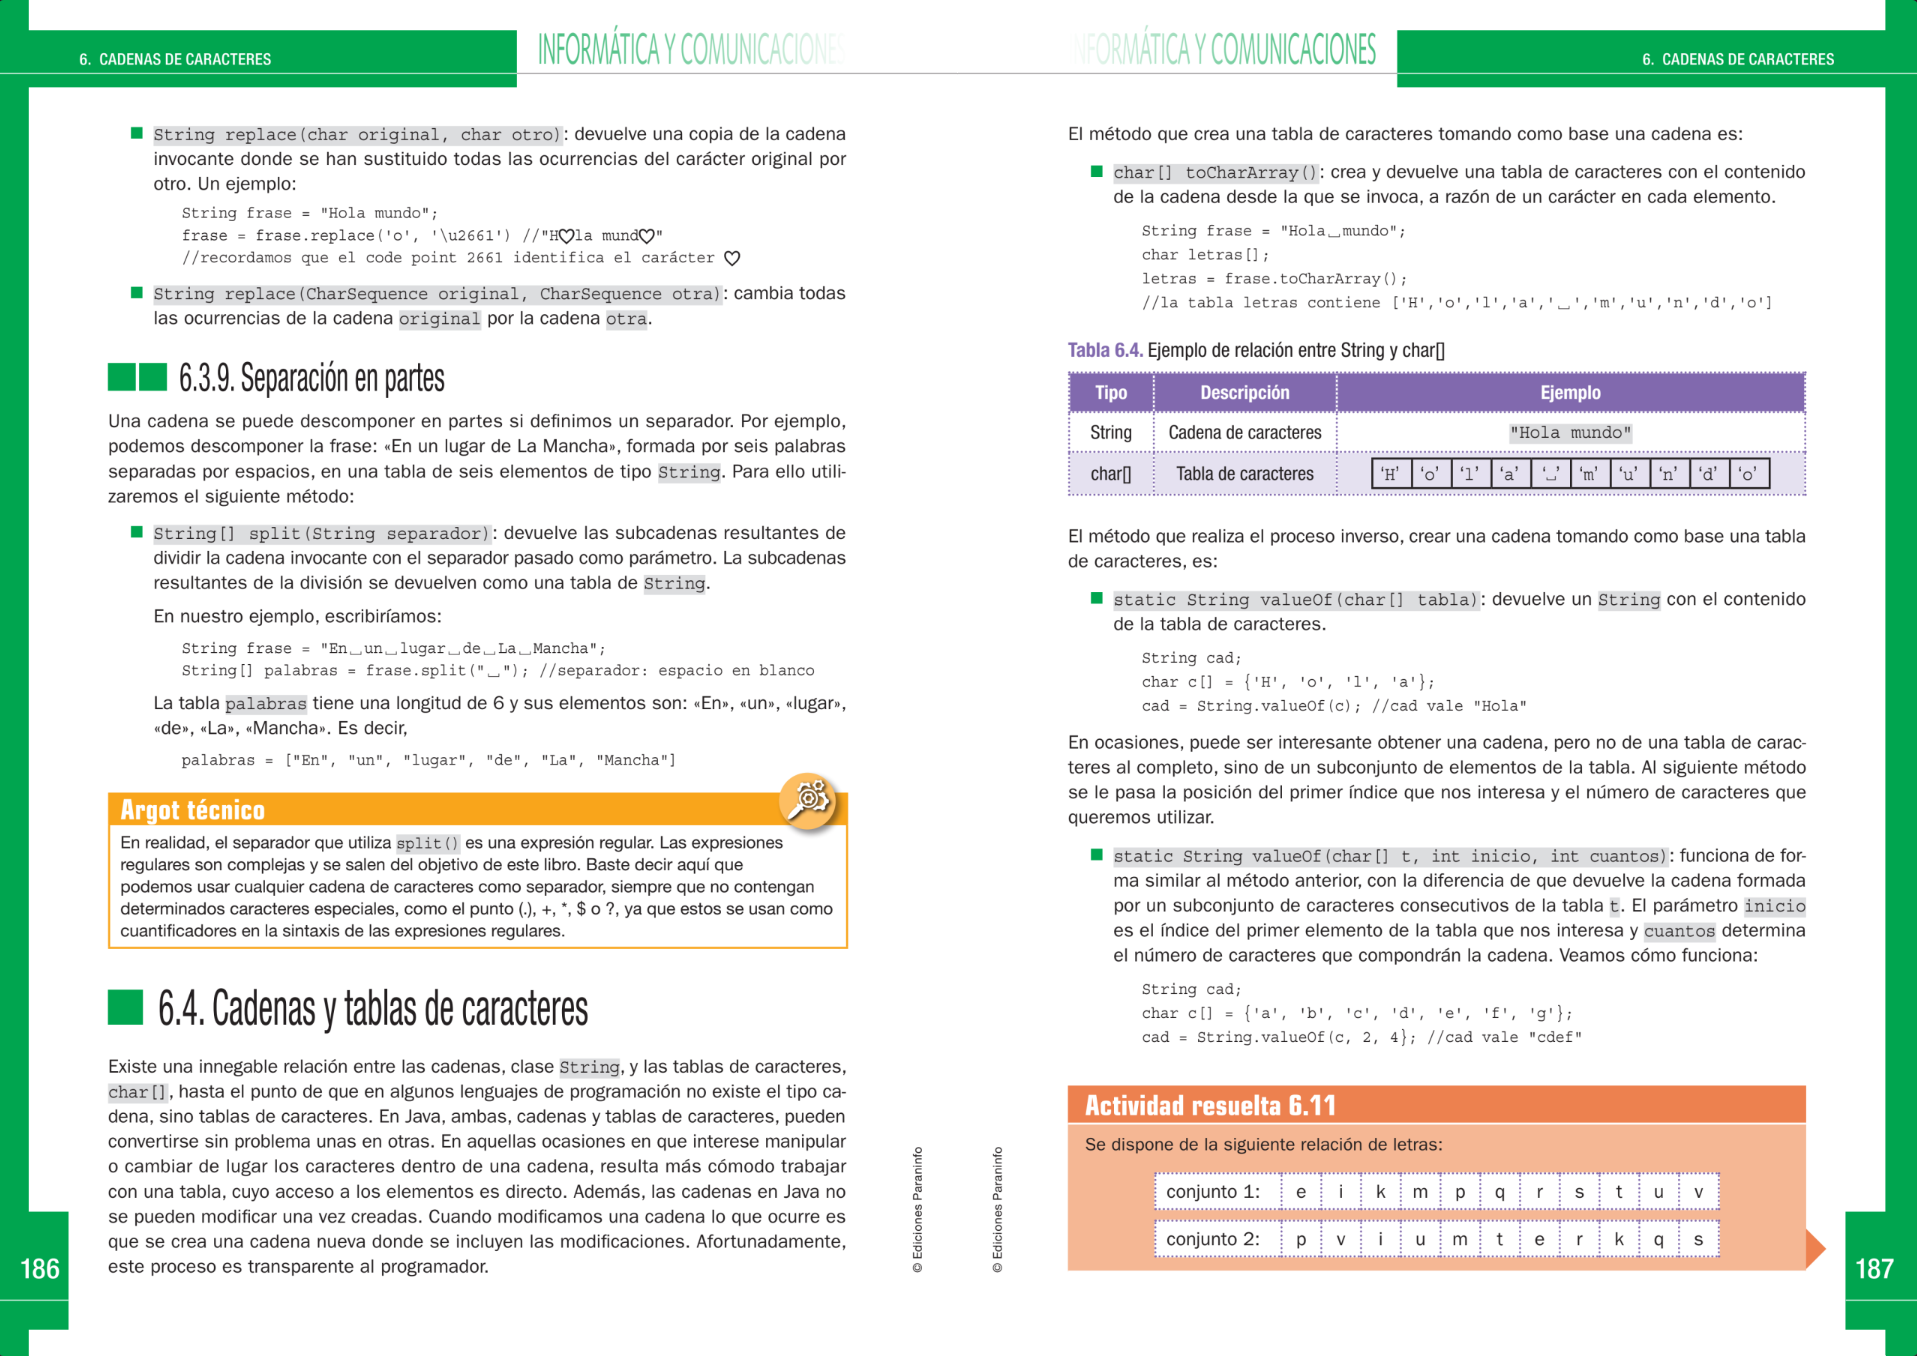 6. CADENAS DE CARACTERES
INFORMÁTICA Y COMUNICACIONES
String replace(char original, char otro): devuelve una copia de la cadena
invocante donde se han sustituido todas las ocurrencias del carácter original por
otro. Un ejemplo:
String frase = "Hola mundo";
frase = frase.replace('o', '\u2661') //"H♡la mund♡"
//recordamos que el code point 2661 identifica el carácter ♡
String replace(CharSequence original, CharSequence otra): cambia todas
las ocurrencias de la cadena original por la cadena otra.
6.3.9. Separación en partes
Una cadena se puede descomponer en partes si definimos un separador. Por ejemplo,
podemos descomponer la frase: «En un lugar de La Mancha», formada por seis palabras
separadas por espacios, en una tabla de seis elementos de tipo String. Para ello utili-
zaremos el siguiente método:
String[] split(String separador): devuelve las subcadenas resultantes de
dividir la cadena invocante con el separador pasado como parámetro. La subcadenas
resultantes de la división se devuelven como una tabla de String.
En nuestro ejemplo, escribiríamos:
String frase = "En␣un␣lugar␣de␣La␣Mancha";
String[] palabras = frase.split("␣"); //separador: espacio en blanco
La tabla palabras tiene una longitud de 6 y sus elementos son: «En», «un», «lugar»,
«de», «La», «Mancha». Es decir,
palabras = ["En", "un", "lugar", "de", "La", "Mancha"]
Argot técnico
En realidad, el separador que utiliza split() es una expresión regular. Las expresiones
regulares son complejas y se salen del objetivo de este libro. Baste decir aquí que
podemos usar cualquier cadena de caracteres como separador, siempre que no contengan
determinados caracteres especiales, como el punto (.), +, *, $ o ?, ya que estos se usan como
cuantificadores en la sintaxis de las expresiones regulares.
6.4. Cadenas y tablas de caracteres
Existe una innegable relación entre las cadenas, clase String, y las tablas de caracteres,
char[], hasta el punto de que en algunos lenguajes de programación no existe el tipo ca-
dena, sino tablas de caracteres. En Java, ambas, cadenas y tablas de caracteres, pueden
convertirse sin problema unas en otras. En aquellas ocasiones en que interese manipular
o cambiar de lugar los caracteres dentro de una cadena, resulta más cómodo trabajar
con una tabla, cuyo acceso a los elementos es directo. Además, las cadenas en Java no
se pueden modificar una vez creadas. Cuando modificamos una cadena lo que ocurre es
que se crea una cadena nueva donde se incluyen las modificaciones. Afortunadamente,
este proceso es transparente al programador.
186
© Ediciones Paraninfo
INFORMÁTICA Y COMUNICACIONES
6. CADENAS DE CARACTERES
El método que crea una tabla de caracteres tomando como base una cadena es:
char[] toCharArray(): crea y devuelve una tabla de caracteres con el contenido
de la cadena desde la que se invoca, a razón de un carácter en cada elemento.
String frase = "Hola␣mundo";
char letras[];
letras = frase.toCharArray();
//la tabla letras contiene ['H','o','l','a','␣','m','u','n','d','o']
Tabla 6.4. Ejemplo de relación entre String y char[]
Tipo Descripción Ejemplo
String Cadena de caracteres "Hola mundo"
char[] Tabla de caracteres ‘H’ ‘o’ ‘l’ ‘a’ ‘␣’ ‘m’ ‘u’ ‘n’ ‘d’ ‘o’
El método que realiza el proceso inverso, crear una cadena tomando como base una tabla
de caracteres, es:
static String valueOf(char[] tabla): devuelve un String con el contenido
de la tabla de caracteres.
String cad;
char c[] = {'H', 'o', 'l', 'a'};
cad = String.valueOf(c); //cad vale "Hola"
En ocasiones, puede ser interesante obtener una cadena, pero no de una tabla de carac-
teres al completo, sino de un subconjunto de elementos de la tabla. Al siguiente método
se le pasa la posición del primer índice que nos interesa y el número de caracteres que
queremos utilizar.
static String valueOf(char[] t, int inicio, int cuantos): funciona de for-
ma similar al método anterior, con la diferencia de que devuelve la cadena formada
por un subconjunto de caracteres consecutivos de la tabla t. El parámetro inicio
es el índice del primer elemento de la tabla que nos interesa y cuantos determina
el número de caracteres que compondrán la cadena. Veamos cómo funciona:
String cad;
char c[] = {'a', 'b', 'c', 'd', 'e', 'f', 'g'};
cad = String.valueOf(c, 2, 4}; //cad vale "cdef"
Actividad resuelta 6.11
Se dispone de la siguiente relación de letras:
conjunto 1: e i k m p q r s t u v
conjunto 2: p v i u m t e r k q s
© Ediciones Paraninfo
187